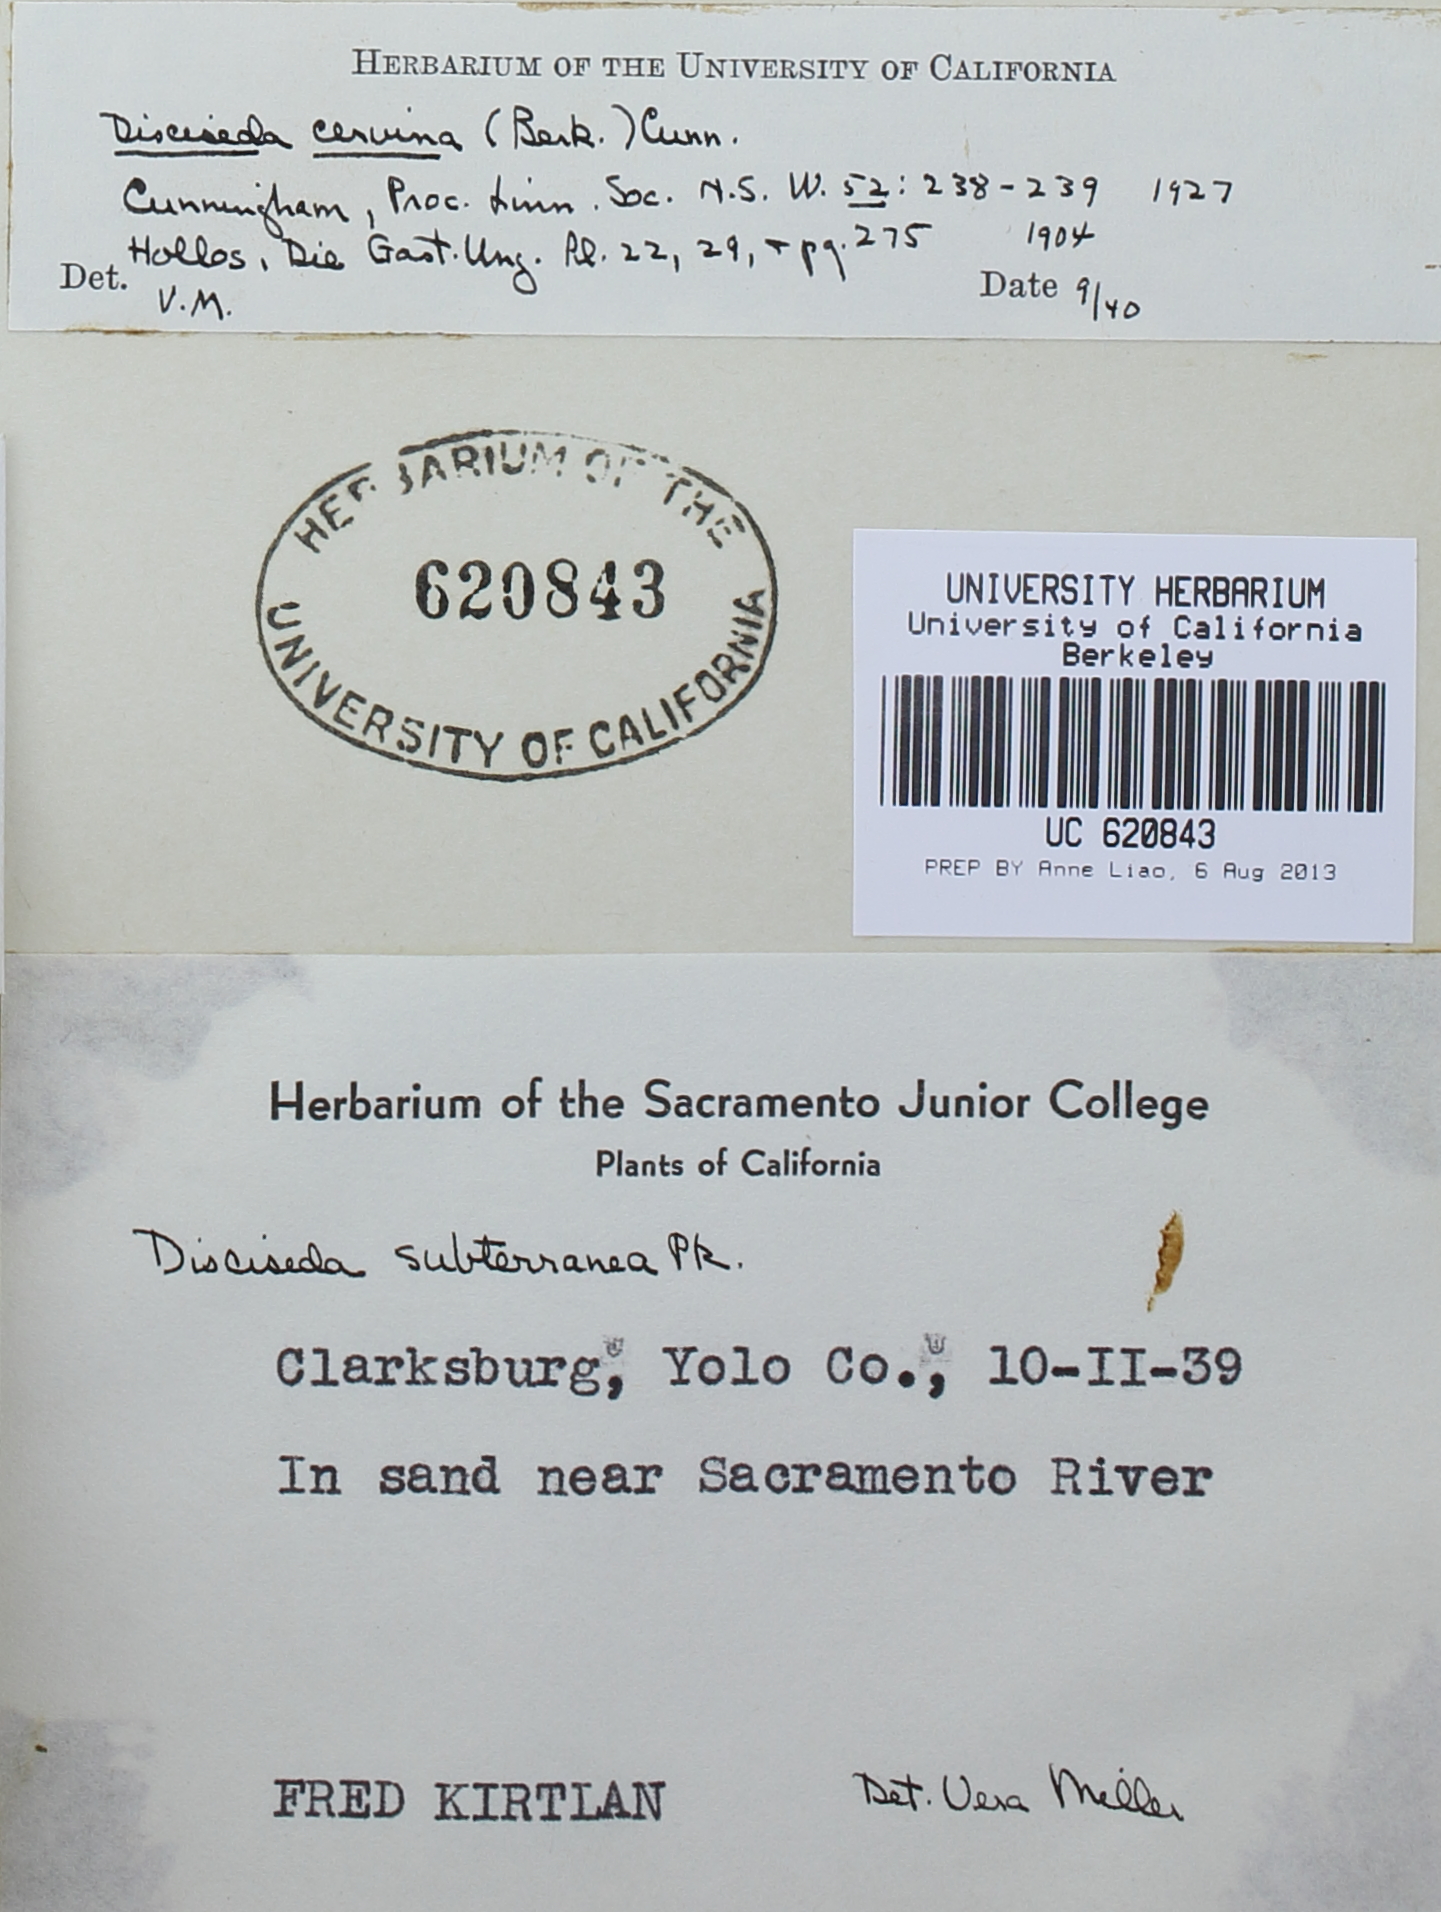 HERBARIUM OF THE UNIVERSITY OF CALIFORNIA
Disciseda cervina (Berk.) Cunn.
Cunningham, Proc. Linn. Soc. N.S. W. 52: 238-239 1927
Hollos, Die Gast. Ung. Pl. 22, 29, + pg. 275 1904
Det. V.M. Date 9/40
HERBARIUM OF THE
620843
UNIVERSITY OF CALIFORNIA
UNIVERSITY HERBARIUM
University of California
Berkeley
UC 620843
PREP BY Anne Liao, 6 Aug 2013
Herbarium of the Sacramento Junior College
Plants of California
Disciseda subterranea Pk.
Clarksburg, Yolo Co., 10-II-39
In sand near Sacramento River
FRED KIRTLAN Det. Vera Miller